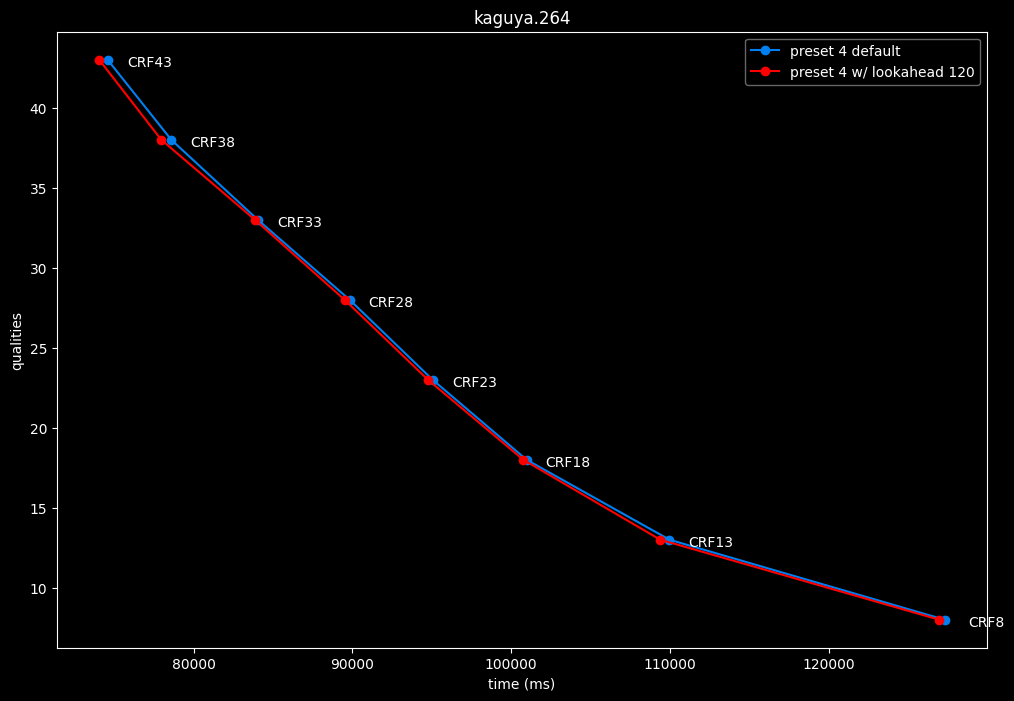 kaguya.264
preset 4 default
preset 4 w/ lookahead 120
CRF43
CRF38
CRF33
CRF28
CRF23
CRF18
CRF13
CRF8
qualities
40
35
30
25
20
15
10
80000
90000
100000
110000
120000
time (ms)